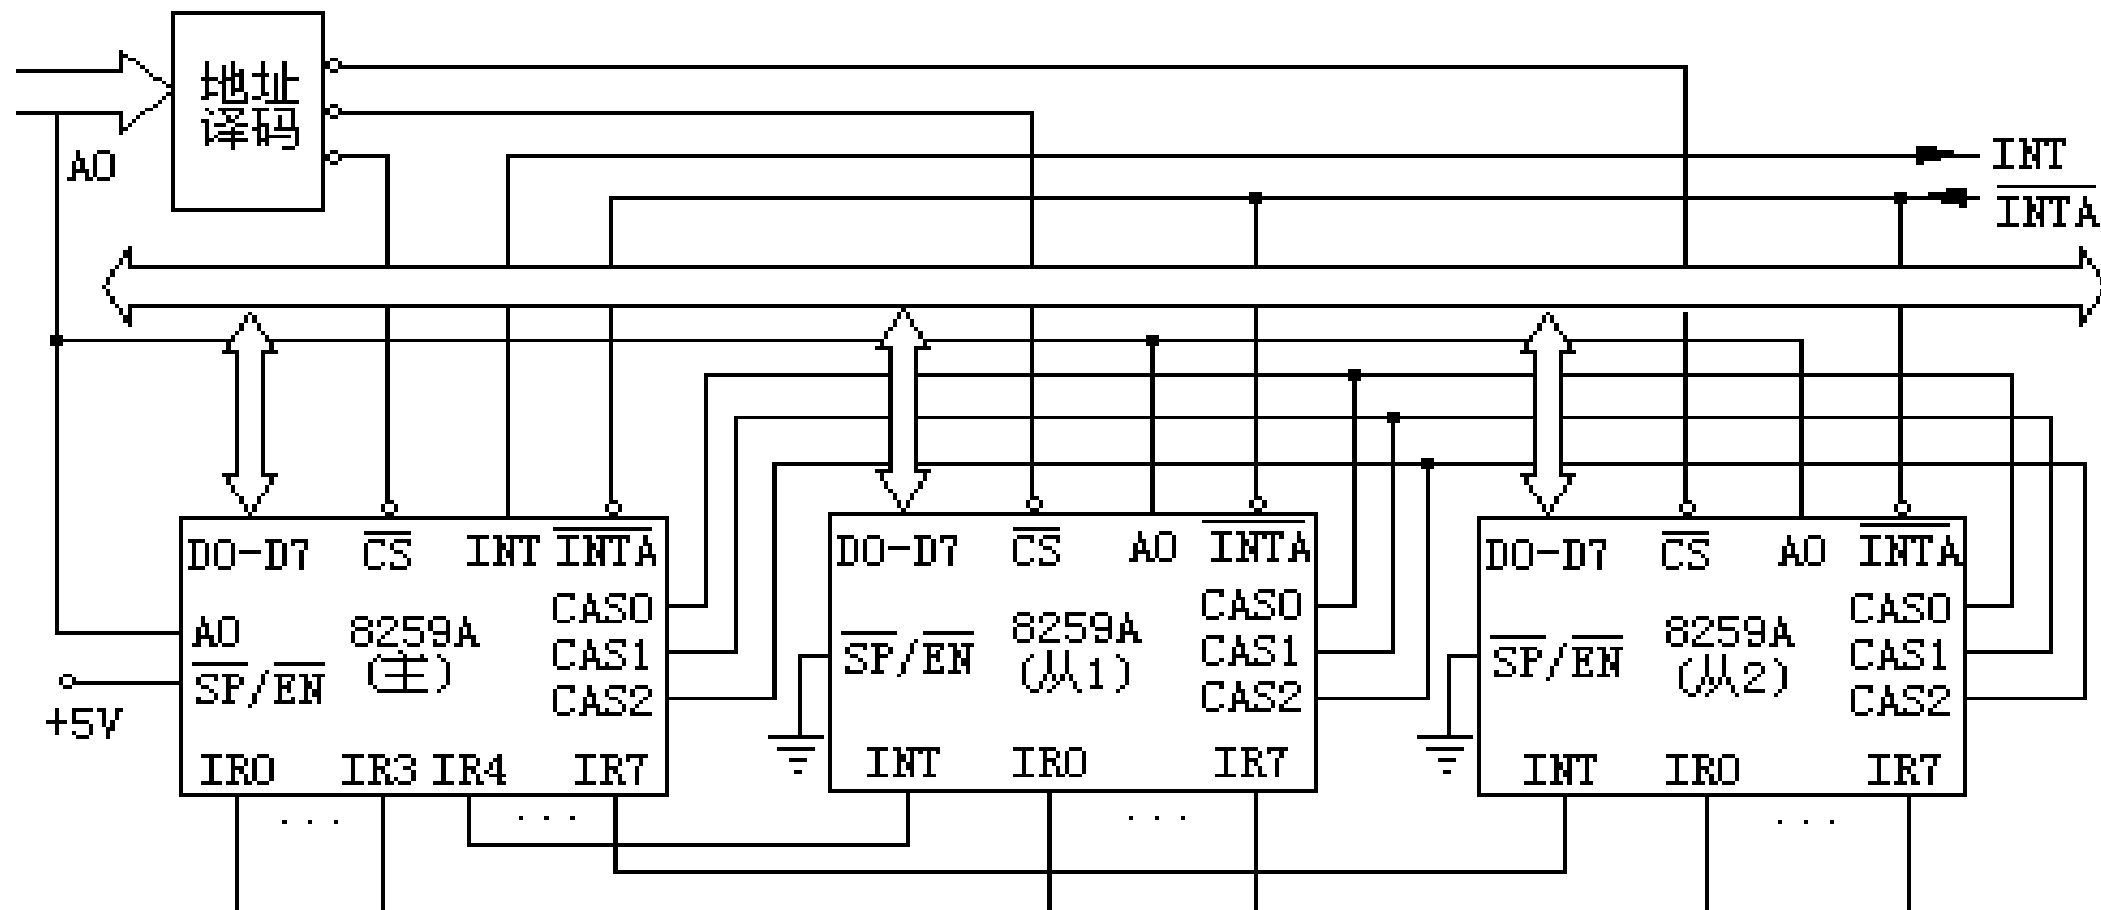 地址
译码
A0
INT
INTA
D0-D7 CS INT INTA
CAS0
A0 8259A CAS1
SP/EN (主) CAS2
+5V
IR0 IR3 IR4 IR7
... ...
D0-D7 CS A0 INTA
CAS0
8259A
SP/EN CAS1
(从1) CAS2
INT IR0 IR7
...
D0-D7 CS A0 INTA
CAS0
8259A
SP/EN CAS1
(从2) CAS2
INT IR0 IR7
...